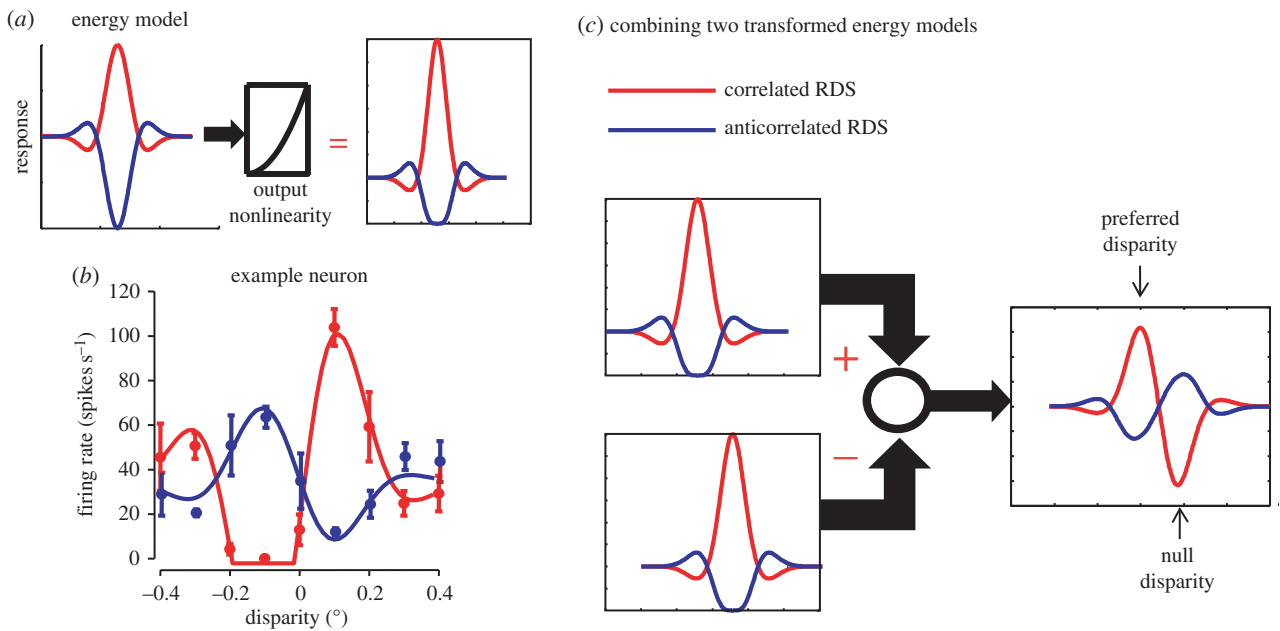 (a) energy model
response
output
nonlinearity
=
(b) example neuron
firing rate (spikes s⁻¹)
120
100
80
60
40
20
0
–0.4 –0.2 0 0.2 0.4
disparity (°)
(c) combining two transformed energy models
correlated RDS
anticorrelated RDS
+
–
preferred
disparity
null
disparity